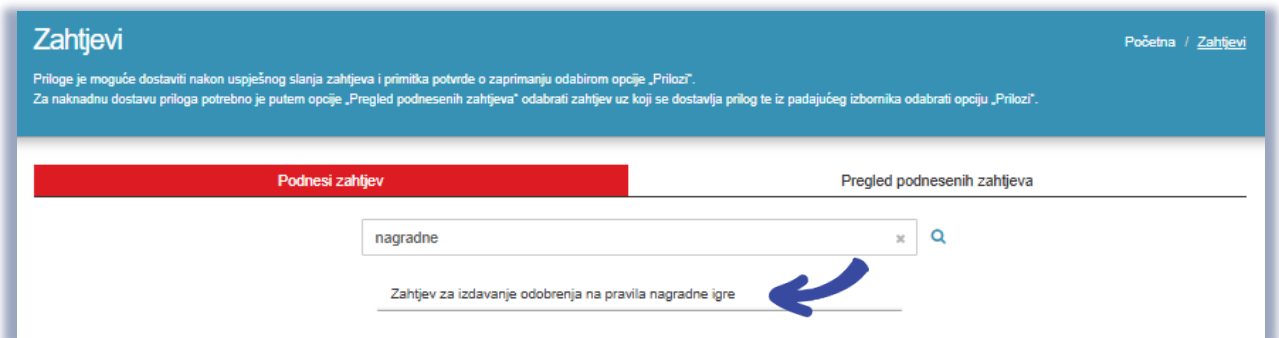 Zahtjevi
Početna / Zahtjevi
Priloge je moguće dostaviti nakon uspješnog slanja zahtjeva i primitka potvrde o zaprimanju odabirom opcije „Prilozi“.
Za naknadnu dostavu priloga potrebno je putem opcije „Pregled podnesenih zahtjeva“ odabrati zahtjev uz koji se dostavlja prilog te iz padajućeg izbornika odabrati opciju „Prilozi“.
Podnesi zahtjev
Pregled podnesenih zahtjeva
nagradne
Zahtjev za izdavanje odobrenja na pravila nagradne igre